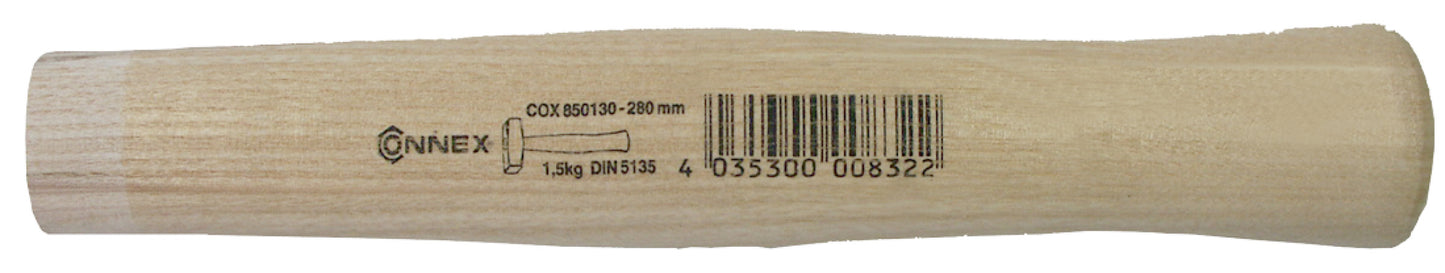 CONNEX
COX 850130-280 mm
1,5kg DIN 5135
4 035300 008322